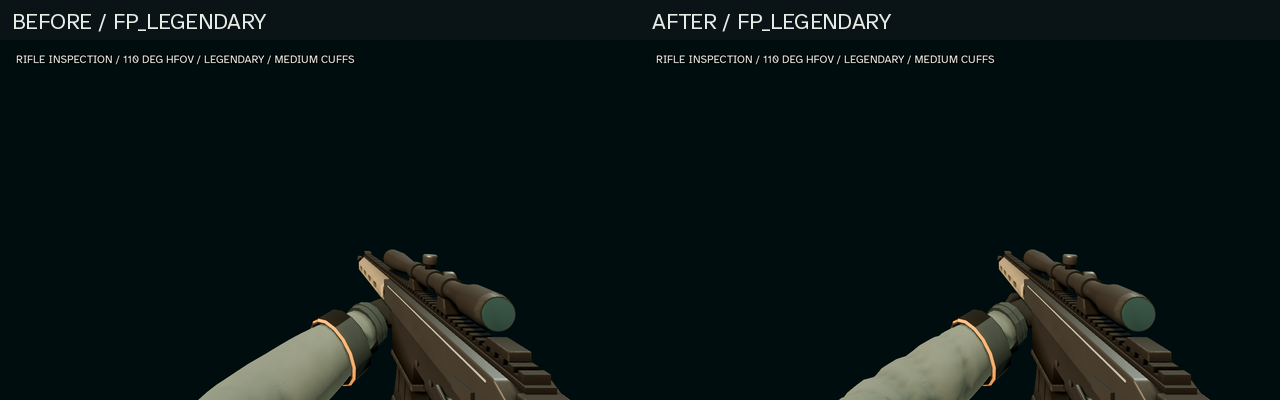 BEFORE / FP_LEGENDARY
AFTER / FP_LEGENDARY
RIFLE INSPECTION / 110 DEG HFOV / LEGENDARY / MEDIUM CUFFS
RIFLE INSPECTION / 110 DEG HFOV / LEGENDARY / MEDIUM CUFFS